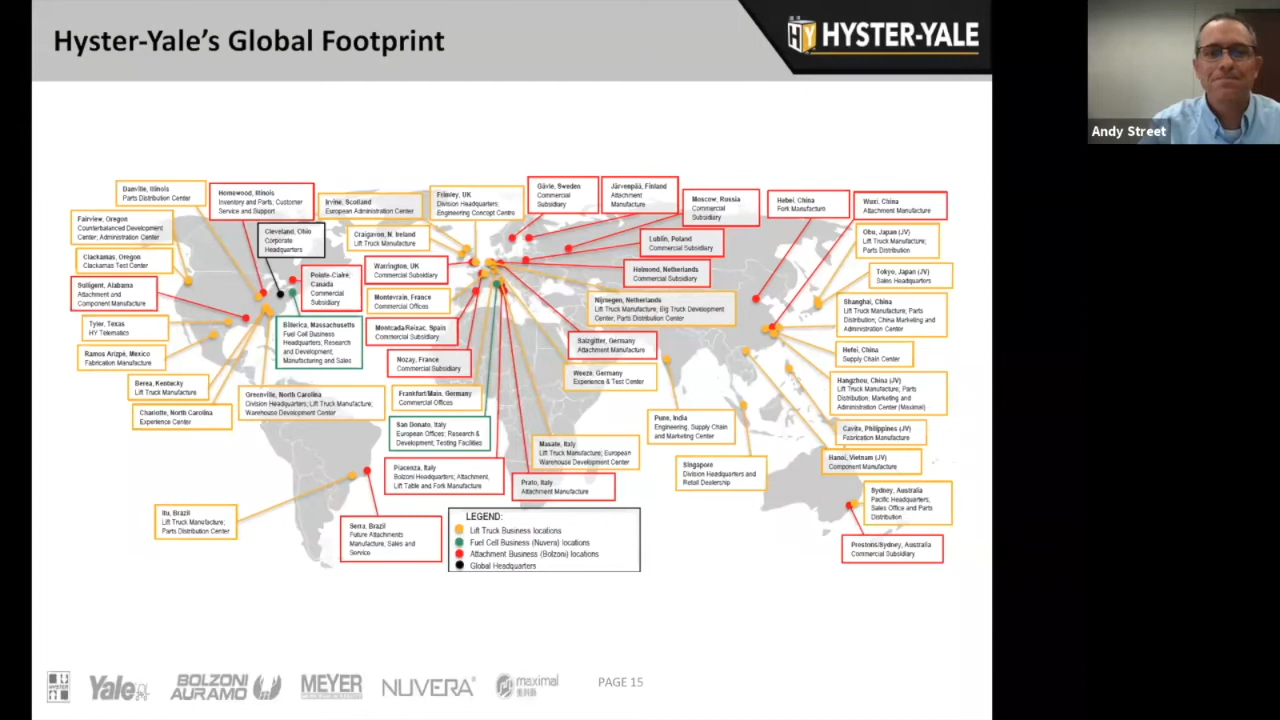 Hyster-Yale's Global Footprint
HYSTER-YALE
Andy Street
Danville, Illinois
Parts Distribution Center
Homewood, Illinois
Inventory and Parts, Customer
Service and Support
Irvine, Scotland
European Administration Center
Frimley, UK
Division Headquarters;
Engineering Concept Centre
Gävle, Sweden
Commercial
Subsidiary
Järvenpää, Finland
Attachment
Manufacture
Moscow, Russia
Commercial
Subsidiary
Hebei, China
Fork Manufacture
Wuxi, China
Attachment Manufacture
Fairview, Oregon
Counterbalanced Development
Center; Administration Center
Cleveland, Ohio
Corporate
Headquarters
Craigavon, N. Ireland
Lift Truck Manufacture
Lublin, Poland
Commercial Subsidiary
Obu, Japan (JV)
Lift Truck Manufacture;
Parts Distribution
Clackamas, Oregon
Clackamas Test Center
Pointe-Claire,
Canada
Commercial
Subsidiary
Warrington, UK
Commercial Subsidiary
Helmond, Netherlands
Commercial Subsidiary
Tokyo, Japan (JV)
Sales Headquarters
Sulligent, Alabama
Attachment and
Component Manufacture
Montevrain, France
Commercial Offices
Nijmegen, Netherlands
Lift Truck Manufacture, Big Truck Development
Center; Parts Distribution Center
Shanghai, China
Lift Truck Manufacture, Parts
Distribution, China Marketing and
Administration Center
Tyler, Texas
HY Telematics
Billerica, Massachusetts
Fuel Cell Business
Headquarters, Research
and Development;
Manufacturing and Sales
Montcada/Reixac, Spain
Commercial Subsidiary
Salzgitter, Germany
Attachment Manufacture
Hefei, China
Supply Chain Center
Ramos Arizpe, Mexico
Fabrication Manufacture
Nozay, France
Commercial Subsidiary
Weeze, Germany
Experience & Test Center
Hangzhou, China (JV)
Lift Truck Manufacture; Parts
Distribution; Marketing and
Administration Center (Maximal)
Berea, Kentucky
Lift Truck Manufacture
Greenville, North Carolina
Division Headquarters; Lift Truck Manufacture;
Warehouse Development Center
Frankfurt/Main, Germany
Commercial Offices
Charlotte, North Carolina
Experience Center
San Donato, Italy
European Offices; Research &
Development; Testing Facilities
Pune, India
Engineering, Supply Chain
and Marketing Center
Cavite, Philippines (JV)
Fabrication Manufacture
Masate, Italy
Lift Truck Manufacture; European
Warehouse Development Center
Hanoi, Vietnam (JV)
Component Manufacture
Piacenza, Italy
Bolzoni Headquarters; Attachment,
Lift Table and Fork Manufacture
Singapore
Division Headquarters and
Retail Dealership
Prato, Italy
Attachment Manufacture
Sydney, Australia
Pacific Headquarters,
Sales Office and Parts
Distribution
Itu, Brazil
Lift Truck Manufacture;
Parts Distribution Center
Serra, Brazil
Future Attachments
Manufacture, Sales and
Service
Prestons/Sydney, Australia
Commercial Subsidiary
LEGEND:
Lift Truck Business locations
Fuel Cell Business (Nuvera) locations
Attachment Business (Bolzoni) locations
Global Headquarters
HYSTER
Yale
BOLZONI
AURAMO
MEYER
NUVERA
maximal
PAGE 15